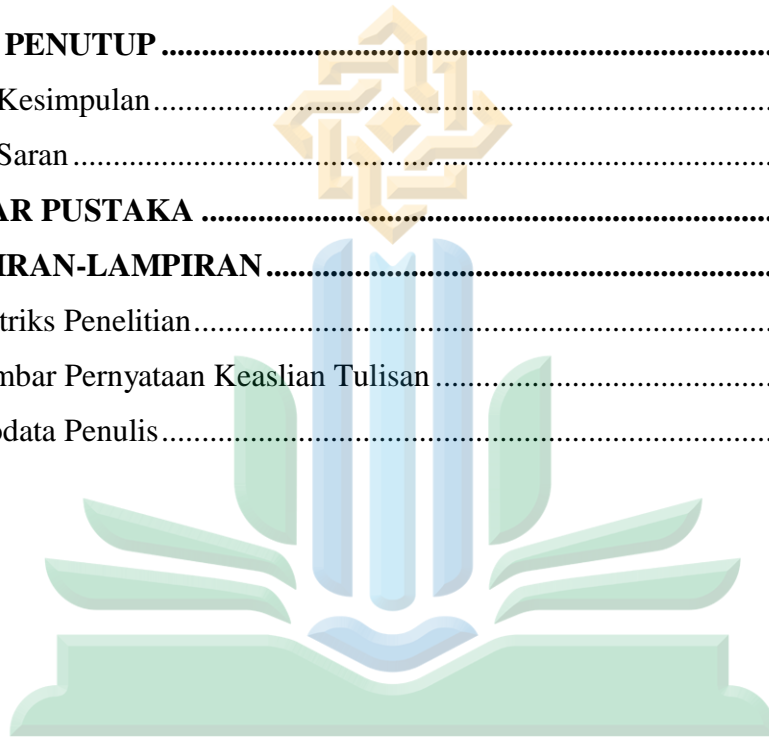 PENUTUP ..........................................................................
Kesimpulan..........................................................................
Saran ..........................................................................
AR PUSTAKA ..........................................................................
IRAN-LAMPIRAN..........................................................................
triks Penelitian..........................................................................
mbar Pernyataan Keaslian Tulisan ..........................................................................
odata Penulis..........................................................................